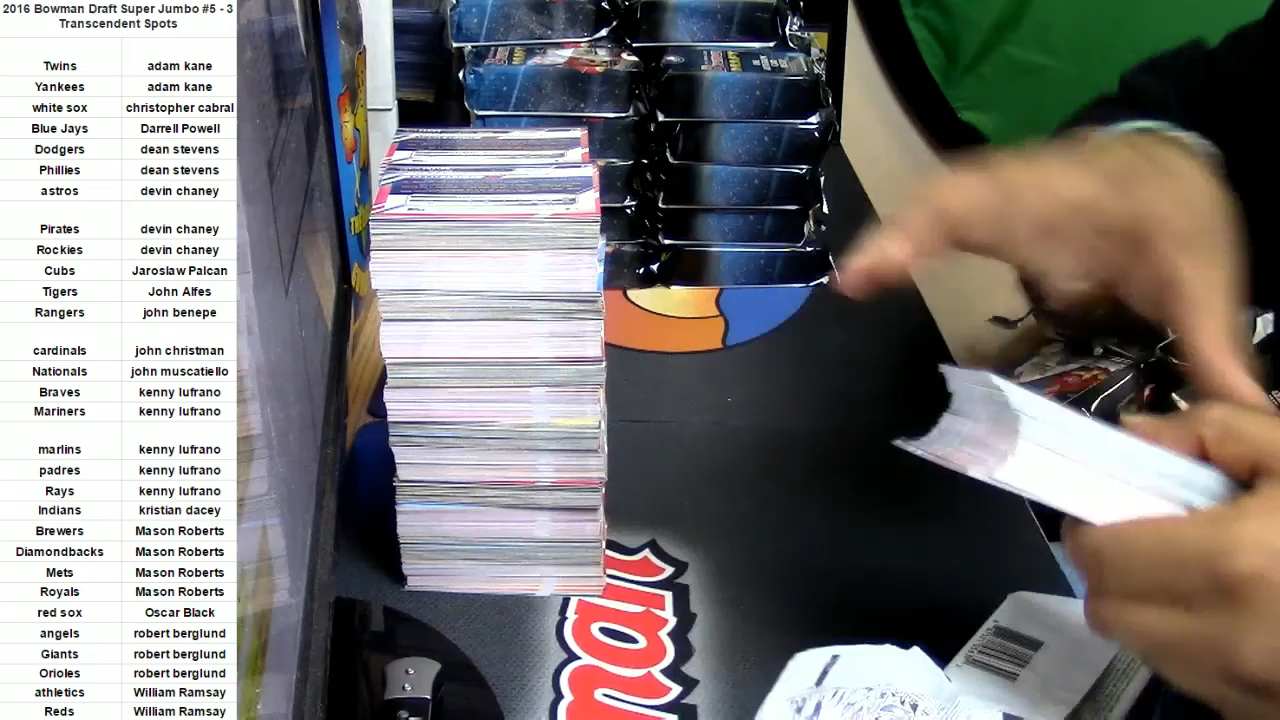 2016 Bowman Draft Super Jumbo #5 - 3
Transcendent Spots
Twins adam kane
Yankees adam kane
white sox christopher cabral
Blue Jays Darrell Powell
Dodgers dean stevens
Phillies dean stevens
astros devin chaney
Pirates devin chaney
Rockies devin chaney
Cubs Jaroslaw Palcan
Tigers John Alfes
Rangers john benepe
cardinals john christman
Nationals john muscatiello
Braves kenny lufrano
Mariners kenny lufrano
marlins kenny lufrano
padres kenny lufrano
Rays kenny lufrano
Indians kristian dacey
Brewers Mason Roberts
Diamondbacks Mason Roberts
Mets Mason Roberts
Royals Mason Roberts
red sox Oscar Black
angels robert berglund
Giants robert berglund
Orioles robert berglund
athletics William Ramsay
Reds William Ramsay